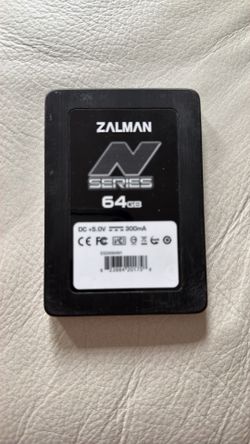 ZALMAN
N
SERIES
64GB
DC +5.0V ⎓ 300mA